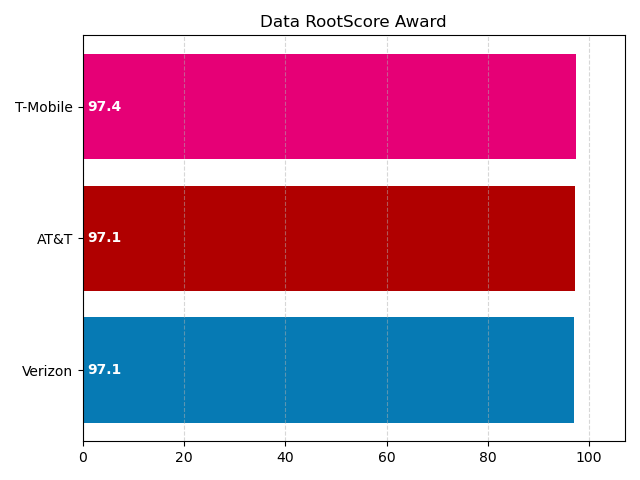 Data RootScore Award
T-Mobile
97.4
AT&T
97.1
Verizon
97.1
0 20 40 60 80 100